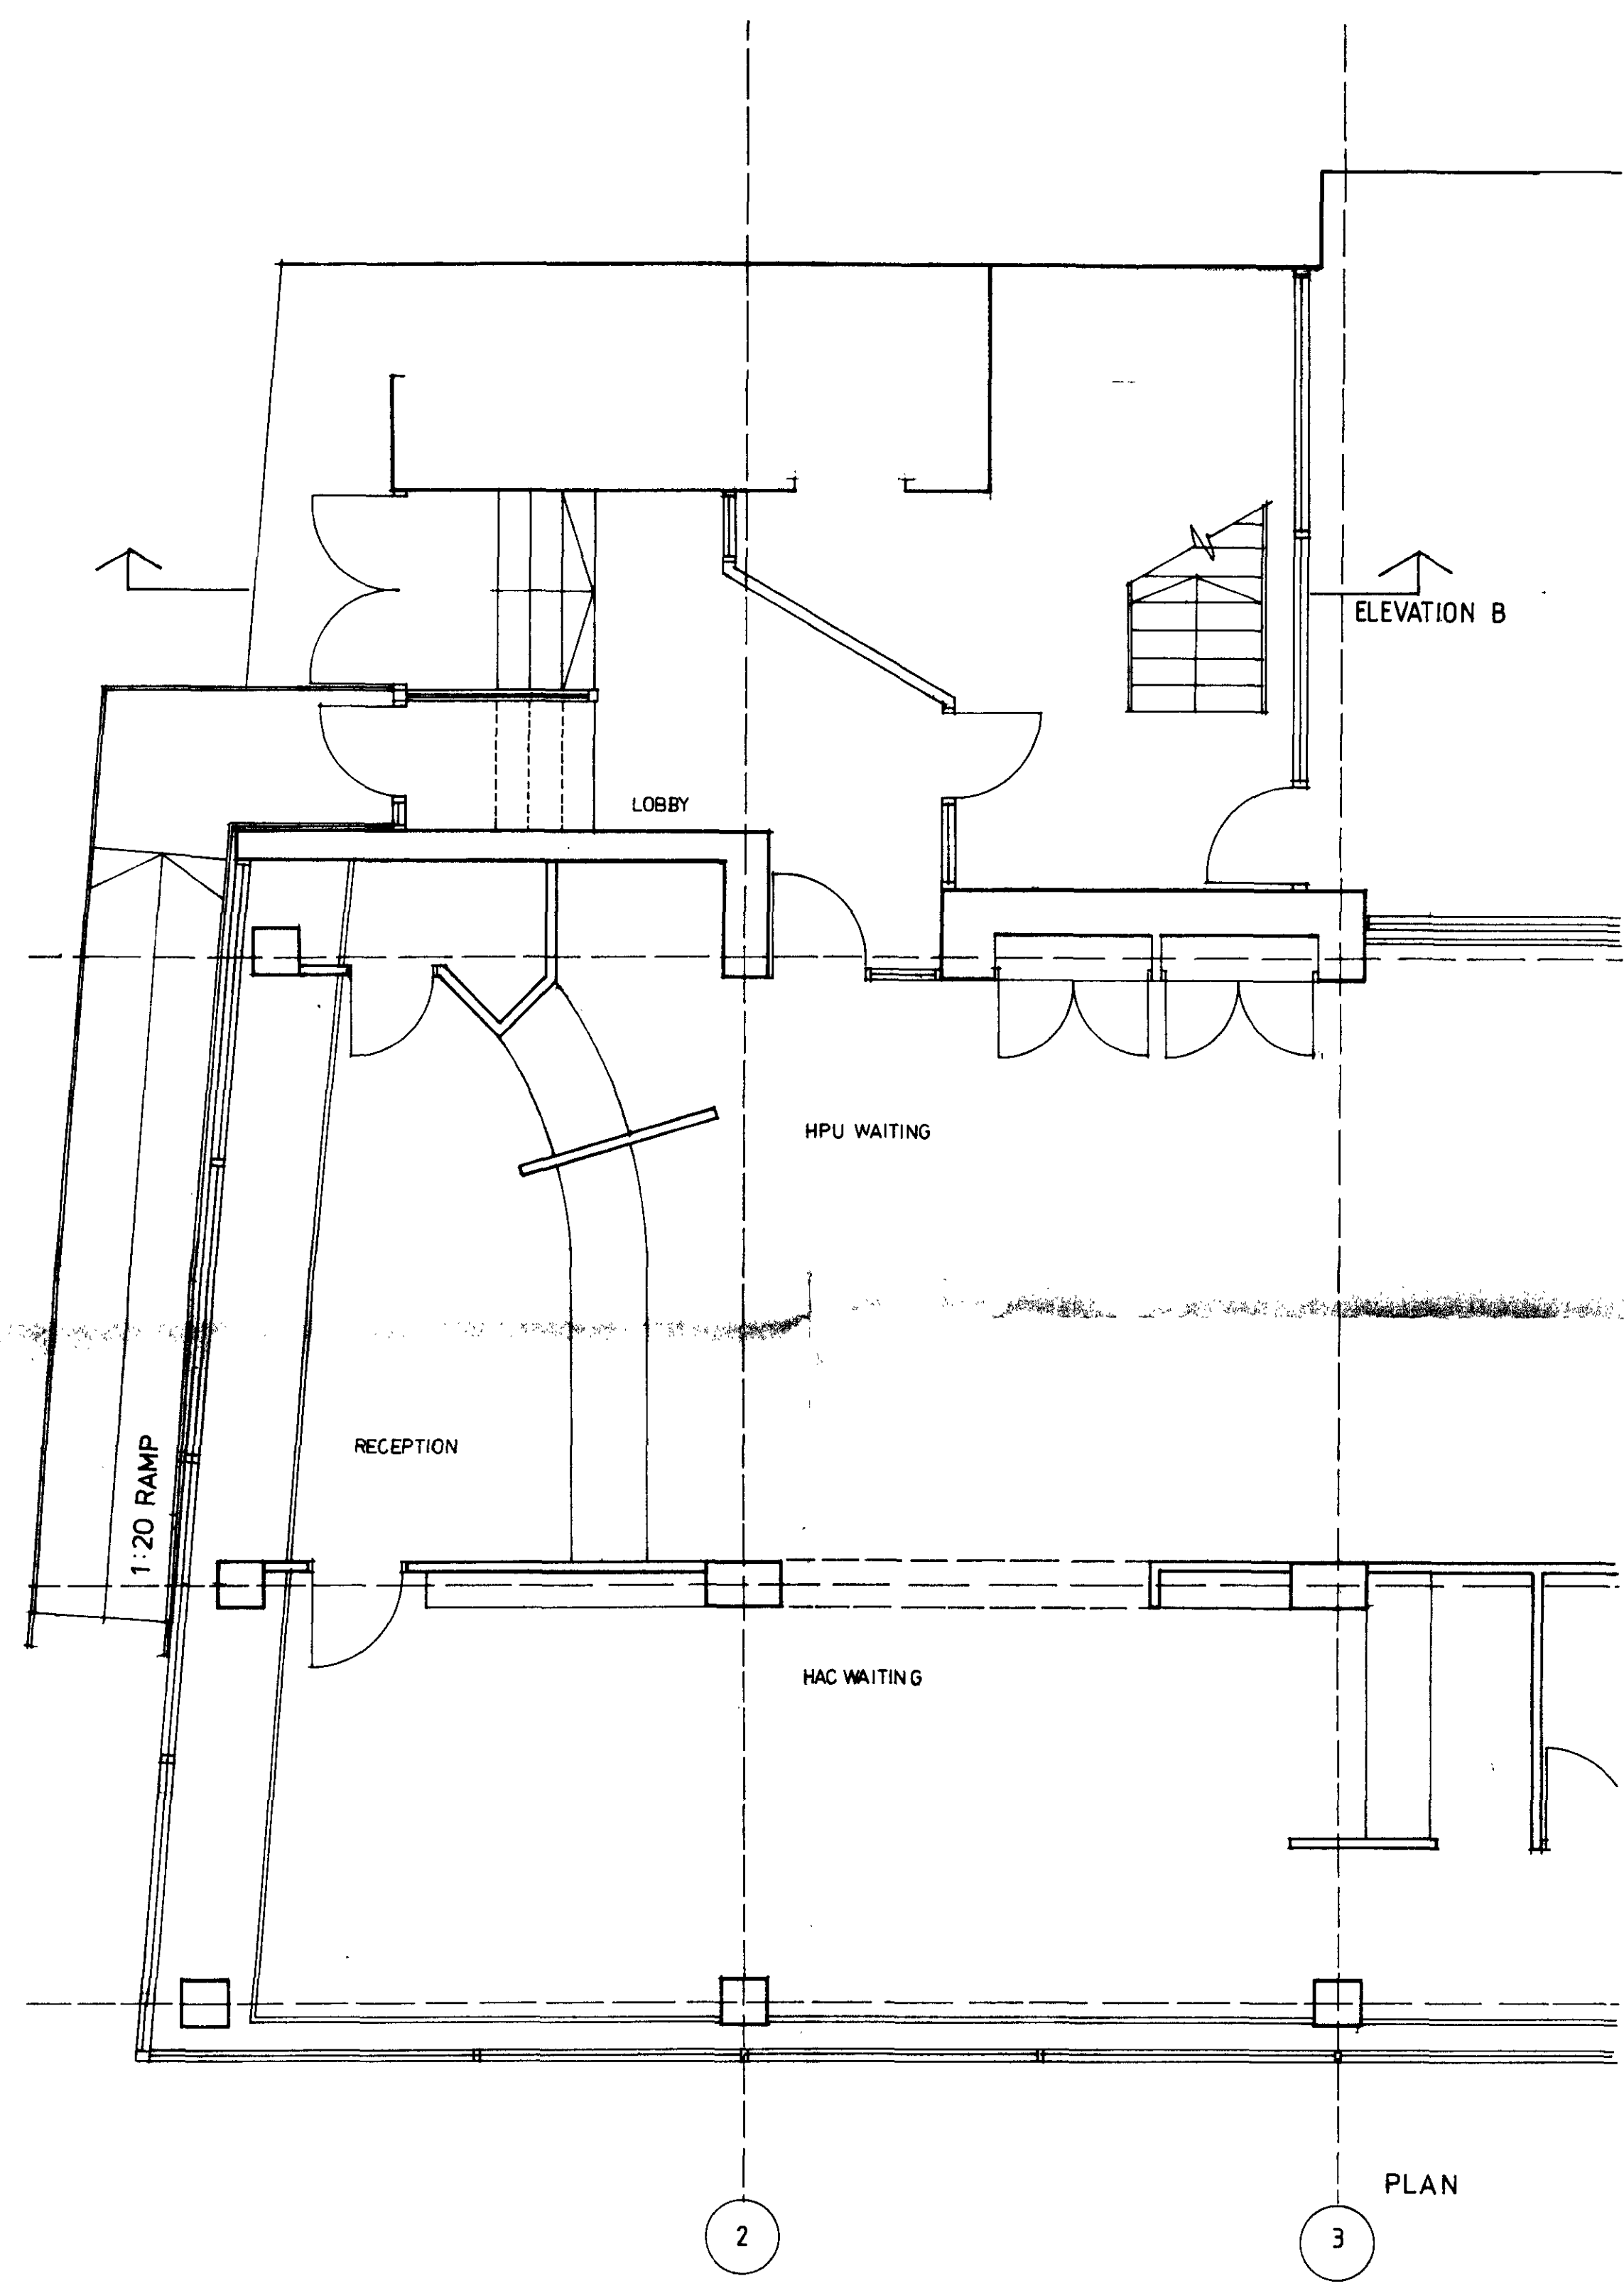 ELEVATION B
LOBBY
HPU WAITING
RECEPTION
1:20 RAMP
HAC WAITING
PLAN
2
3